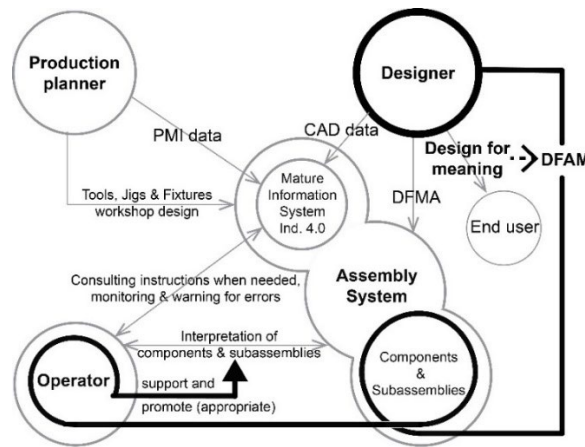 Production
planner
Designer
PMI data
CAD data
Design for
meaning
DFAM
Mature
Information
System
Ind. 4.0
Tools, Jigs & Fixtures
workshop design
DFMA
End user
Consulting instructions when needed,
monitoring & warning for errors
Assembly
System
Interpretation of
components & subassemblies
Components
&
Subassemblies
Operator
support and
promote (appropriate)